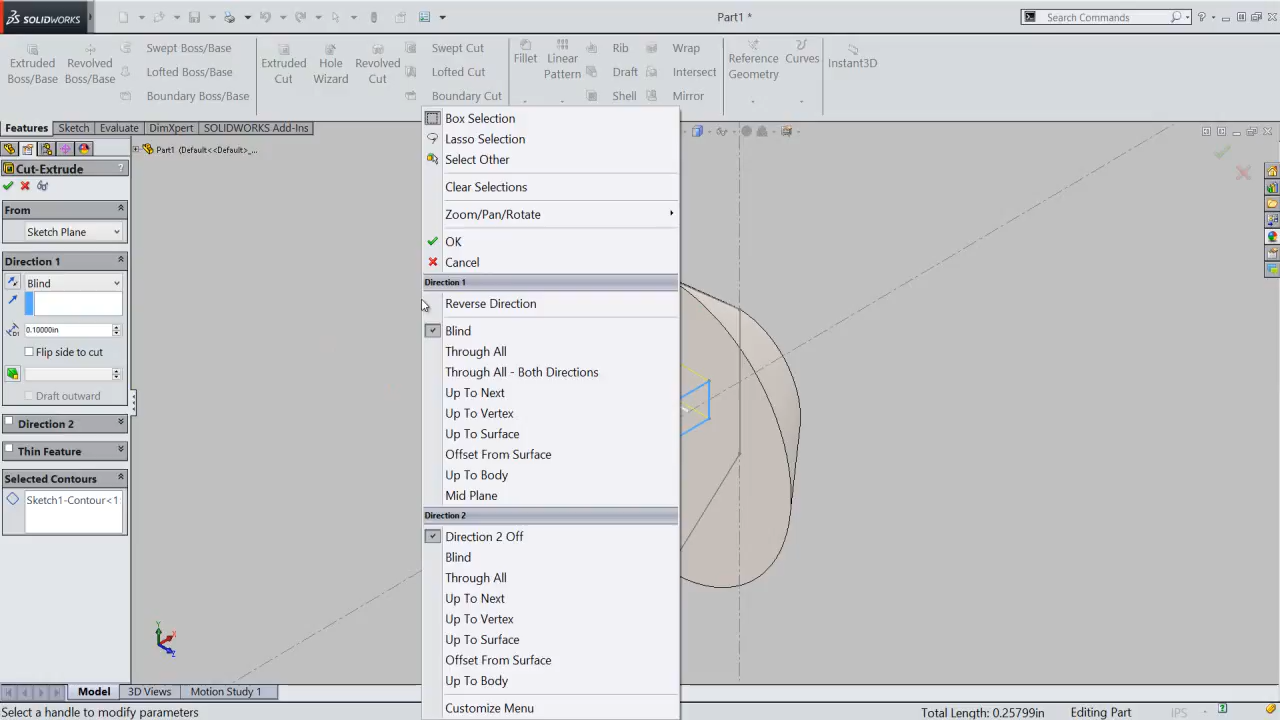 SOLIDWORKS
Part1 *
Search Commands
Extruded Boss/Base
Revolved Boss/Base
Swept Boss/Base
Lofted Boss/Base
Boundary Boss/Base
Extruded Cut
Hole Wizard
Revolved Cut
Swept Cut
Lofted Cut
Boundary Cut
Fillet
Linear Pattern
Rib
Draft
Shell
Wrap
Intersect
Mirror
Reference Geometry
Curves
Instant3D
Features
Sketch
Evaluate
DimXpert
SOLIDWORKS Add-Ins
Part1 (Default<<Default>_...
Cut-Extrude
?
From
Sketch Plane
Direction 1
Blind
0.10000in
Flip side to cut
Draft outward
Direction 2
Thin Feature
Selected Contours
Sketch1-Contour<1
Box Selection
Lasso Selection
Select Other
Clear Selections
Zoom/Pan/Rotate
OK
Cancel
Direction 1
Reverse Direction
Blind
Through All
Through All - Both Directions
Up To Next
Up To Vertex
Up To Surface
Offset From Surface
Up To Body
Mid Plane
Direction 2
Direction 2 Off
Blind
Through All
Up To Next
Up To Vertex
Up To Surface
Offset From Surface
Up To Body
Customize Menu
Y
X
Z
Model
3D Views
Motion Study 1
Select a handle to modify parameters
Total Length: 0.25799in
Editing Part
IPS